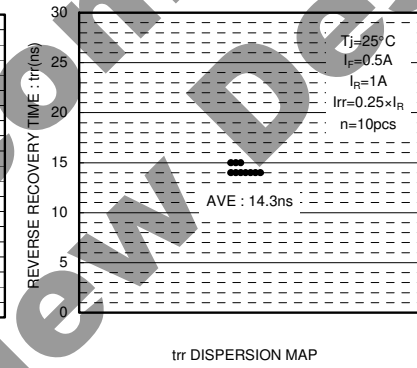 30
25
20
15
10
5
0
REVERSE RECOVERY TIME : trr(ns)
Tj=25°C
IF=0.5A
IR=1A
Irr=0.25×IR
n=10pcs
AVE : 14.3ns
trr DISPERSION MAP